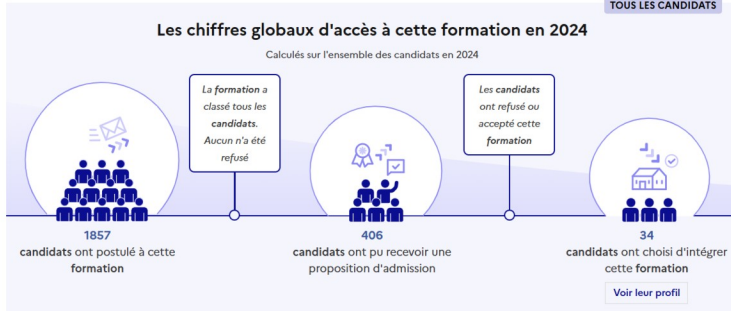 TOUS LES CANDIDATS
Les chiffres globaux d'accès à cette formation en 2024
Calculés sur l'ensemble des candidats en 2024
La formation a
classé tous les
candidats.
Aucun n'a été
refusé
Les candidats
ont refusé ou
accepté cette
formation
1857
candidats ont postulé à cette
formation
406
candidats ont pu recevoir une
proposition d'admission
34
candidats ont choisi d'intégrer
cette formation
Voir leur profil